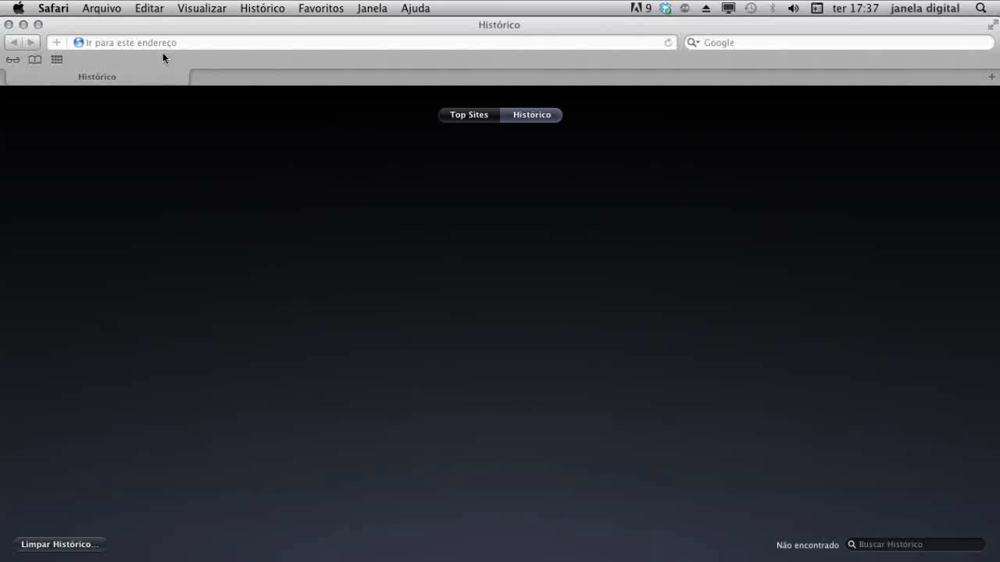 Safari Arquivo Editar Visualizar Histórico Favoritos Janela Ajuda 9 ter 17:37 janela digital
Histórico
Ir para este endereço Google
Histórico
Top Sites Histórico
Limpar Histórico... Não encontrado Buscar Histórico